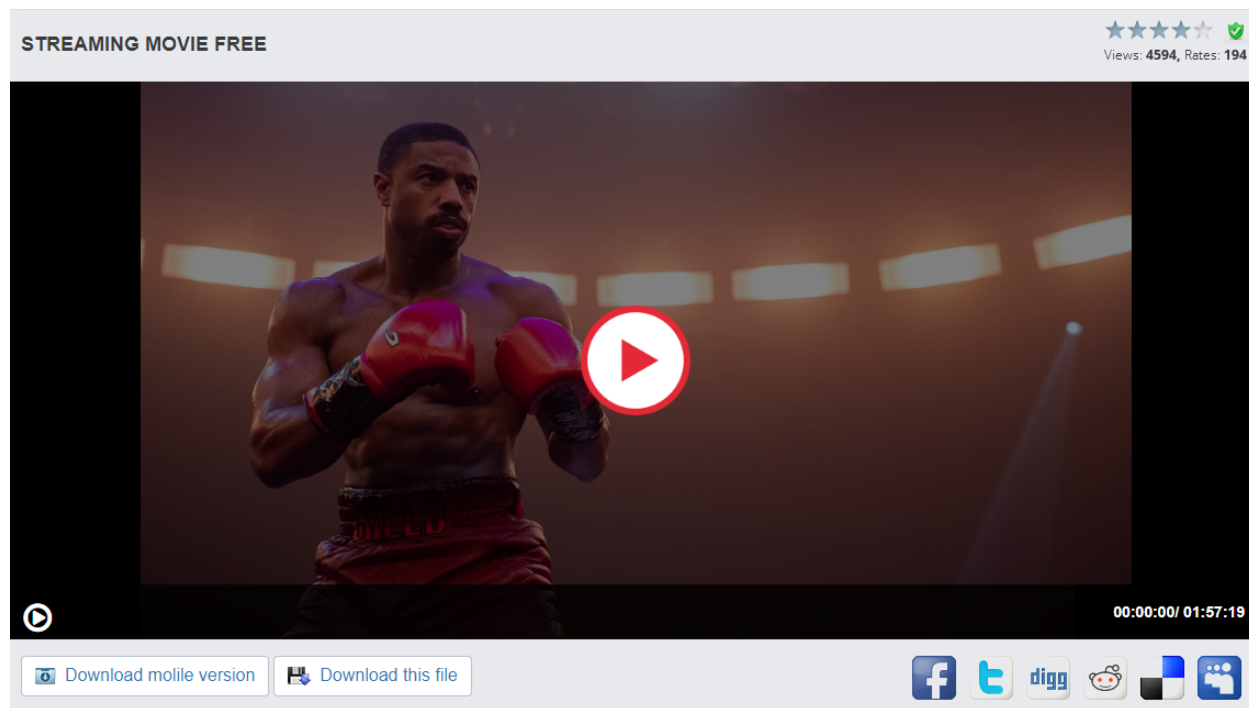 STREAMING MOVIE FREE
Views: 4594, Rates: 194
00:00:00/ 01:57:19
Download molile version
Download this file
digg